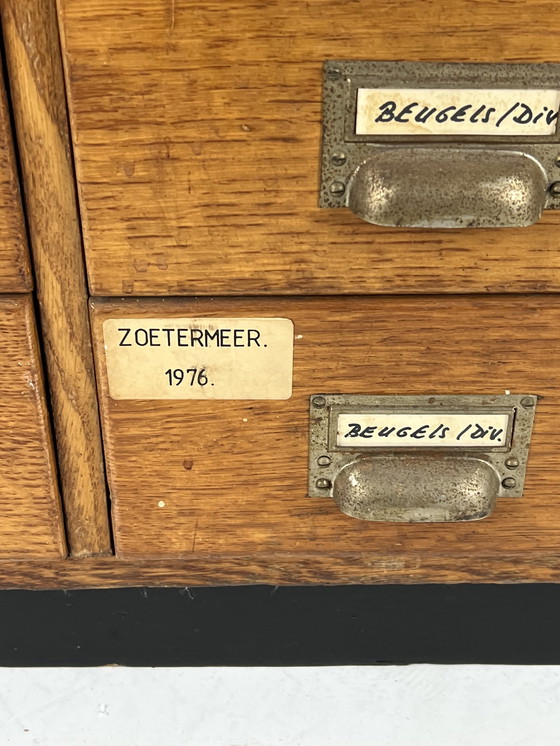 BEUGELS/Div.
ZOETERMEER.
1976.
BEUGELS/Div.